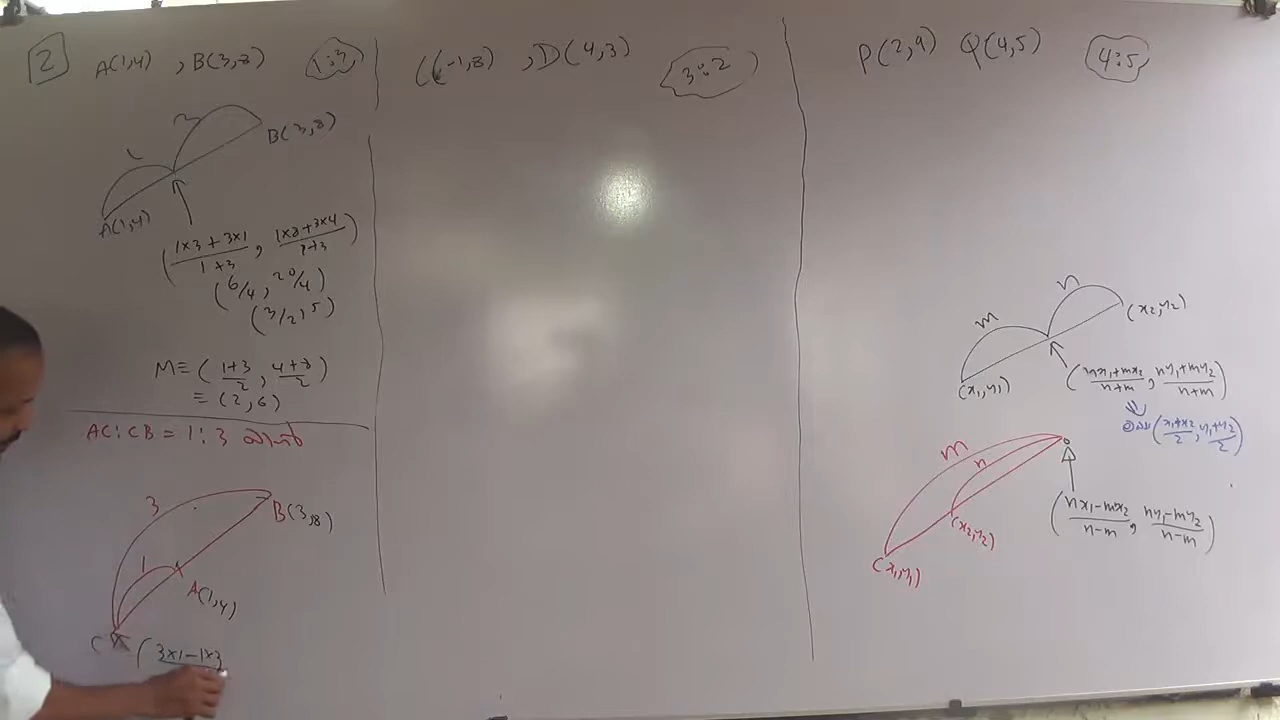 2 A(1,4) , B(3,8) 1:3
3
B(3,8)
1
A(1,4)
(1×3+3×1/1+3 , 1×8+3×4/1+3)
(6/4 , 20/4)
(3/2 , 5)
M ≡ (1+3/2 , 4+8/2)
≡ (2,6)
AC:CB = 1:3
3
B(3,8)
1
A(1,4)
C
(3×1−1×3
C(-1,8) , D(4,3) 3:2
Q(4,5) 4:5
n
m
(x2,y2)
(x1,y1)
(nx1+mx2/n+m , ny1+my2/n+m)
(x1+x2/2 , y1+y2/2)
m
n
(x2,y2)
(x1,y1)
(nx1−mx2/n−m , ny1−my2/n−m)